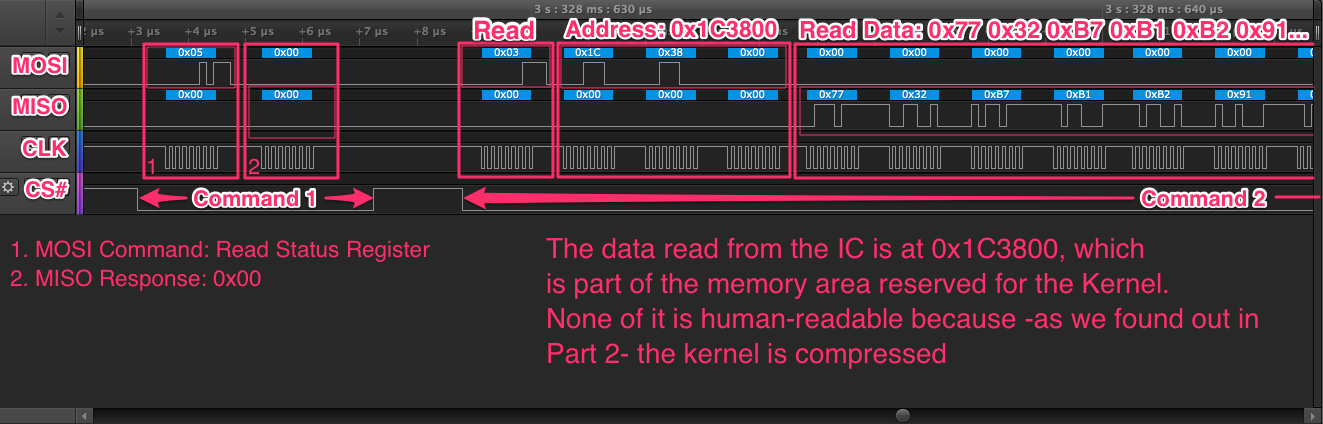 3 s : 328 ms : 630 µs 3 s : 328 ms : 640 µs
µs +3 µs +4 µs +5 µs +6 µs +7 µs +8 µs
Read Address: 0x1C3800 Read Data: 0x77 0x32 0xB7 0xB1 0xB2 0x91...
MOSI 0x05 0x00 0x03 0x1C 0x38 0x00 0x00 0x00 0x00 0x00 0x00 0x00
MISO 0x00 0x00 0x00 0x00 0x00 0x00 0x77 0x32 0xB7 0xB1 0xB2 0x91
CLK
1 2
CS# Command 1 Command 2
1. MOSI Command: Read Status Register
2. MISO Response: 0x00
The data read from the IC is at 0x1C3800, which
is part of the memory area reserved for the Kernel.
None of it is human-readable because -as we found out in
Part 2- the kernel is compressed